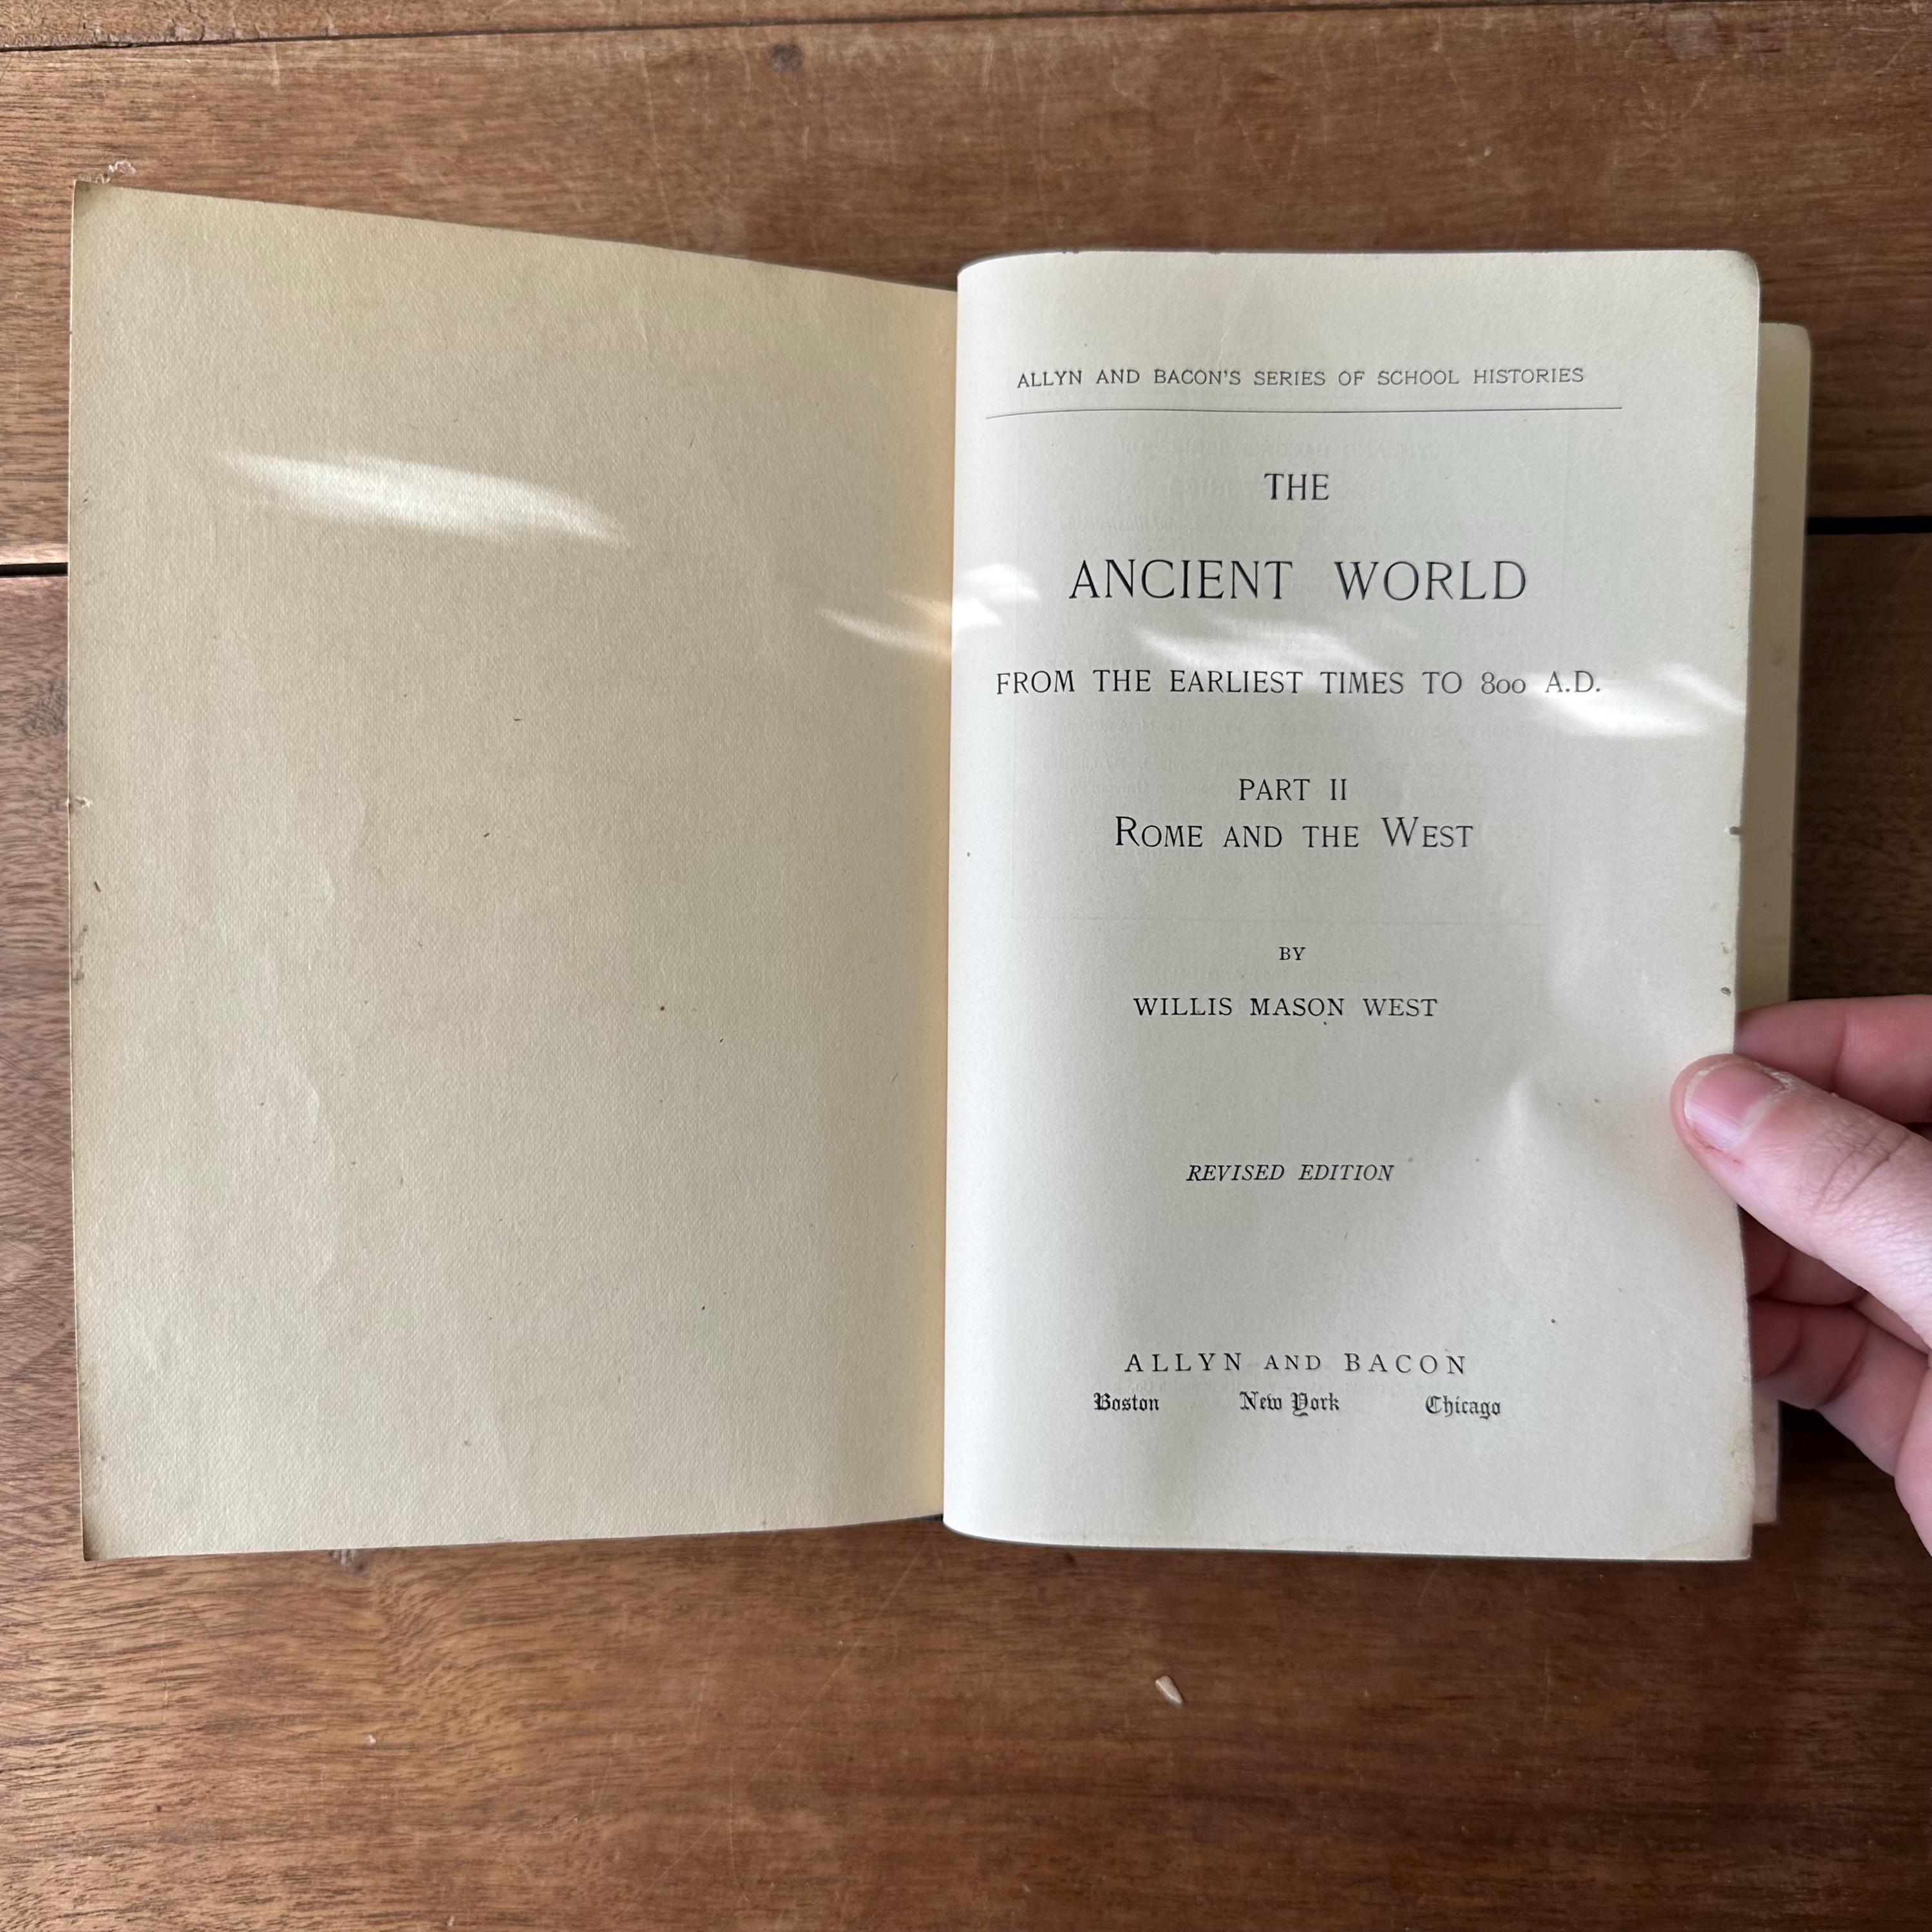 ALLYN AND BACON'S SERIES OF SCHOOL HISTORIES
THE
ANCIENT WORLD
FROM THE EARLIEST TIMES TO 800 A.D.
PART II
ROME AND THE WEST
BY
WILLIS MASON WEST
REVISED EDITION
ALLYN AND BACON
Boston New York Chicago